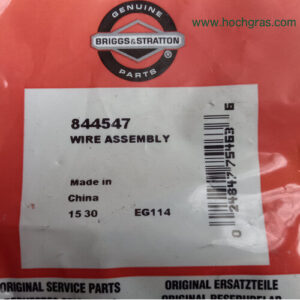 www.hochgras.com
GENUINE
BRIGGS & STRATTON
PARTS
844547
WIRE ASSEMBLY
Made in
China
15 30 EG114
ORIGINAL SERVICE PARTS
ORIGINAL ERSATZTEILE